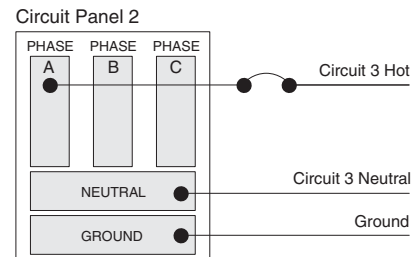 Circuit Panel 2
PHASE PHASE PHASE
A B C
Circuit 3 Hot
Circuit 3 Neutral
NEUTRAL
Ground
GROUND